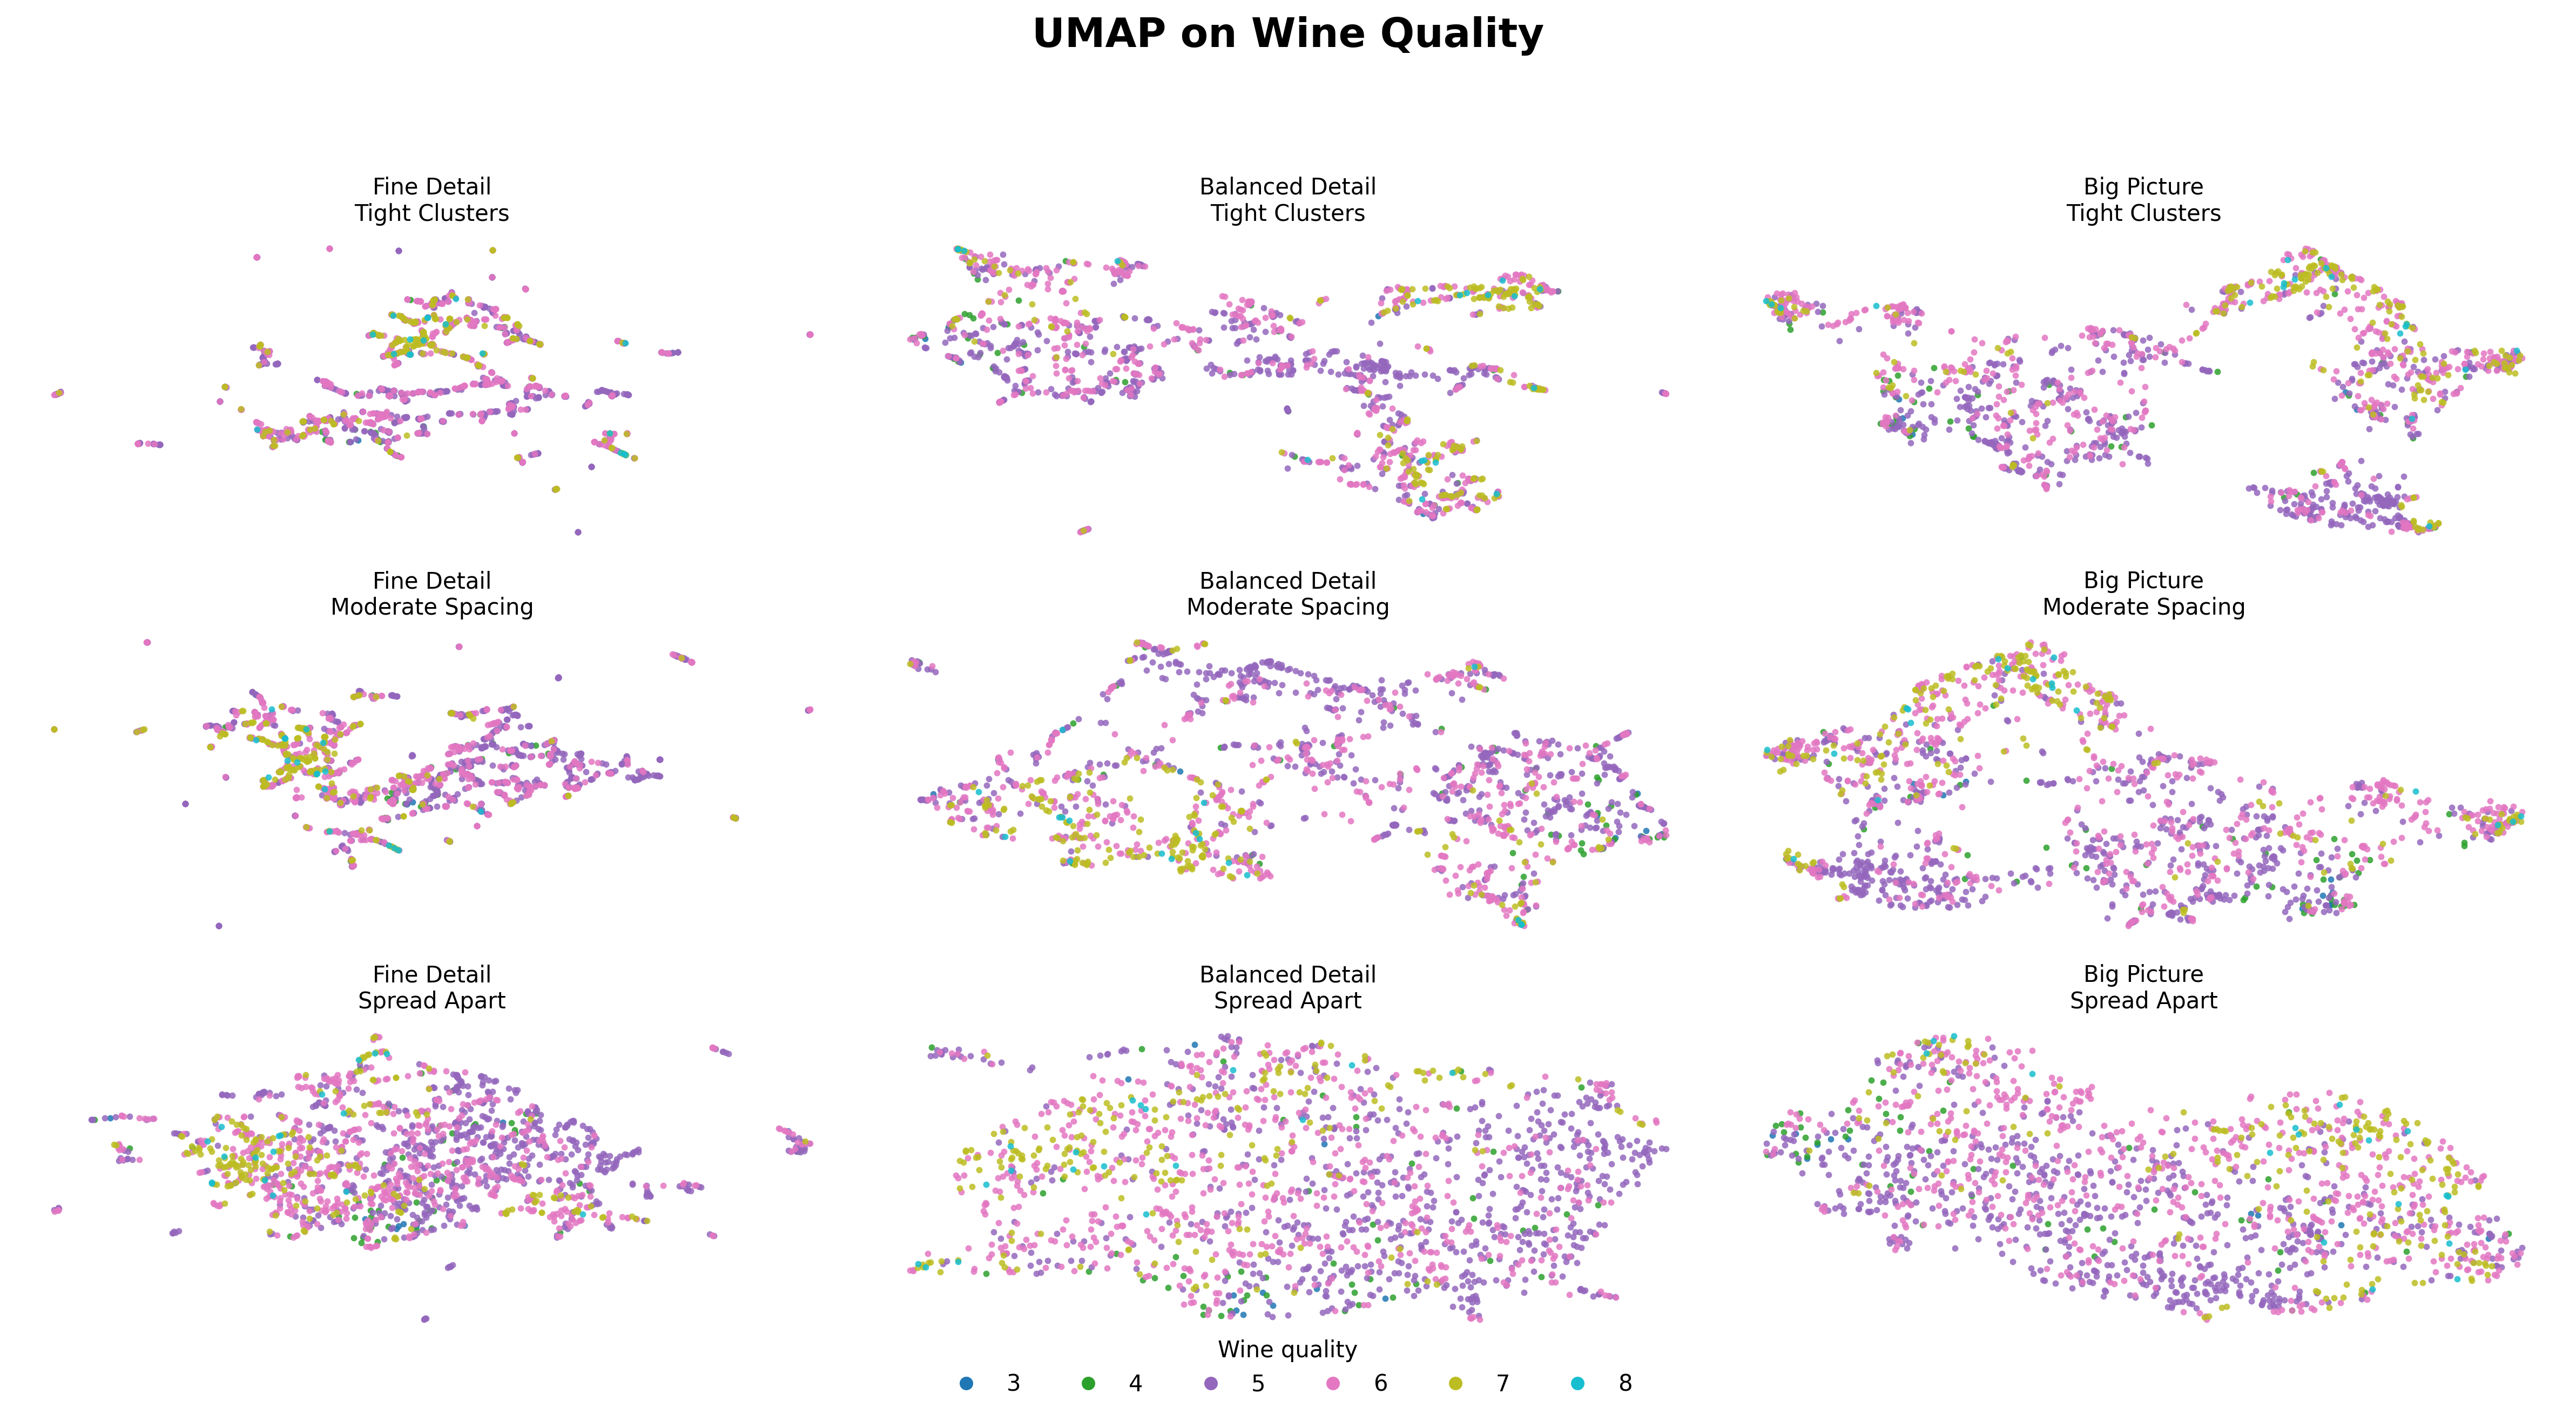 UMAP on Wine Quality
Fine Detail
Tight Clusters
Balanced Detail
Tight Clusters
Big Picture
Tight Clusters
Fine Detail
Moderate Spacing
Balanced Detail
Moderate Spacing
Big Picture
Moderate Spacing
Fine Detail
Spread Apart
Balanced Detail
Spread Apart
Big Picture
Spread Apart
Wine quality
3 4 5 6 7 8